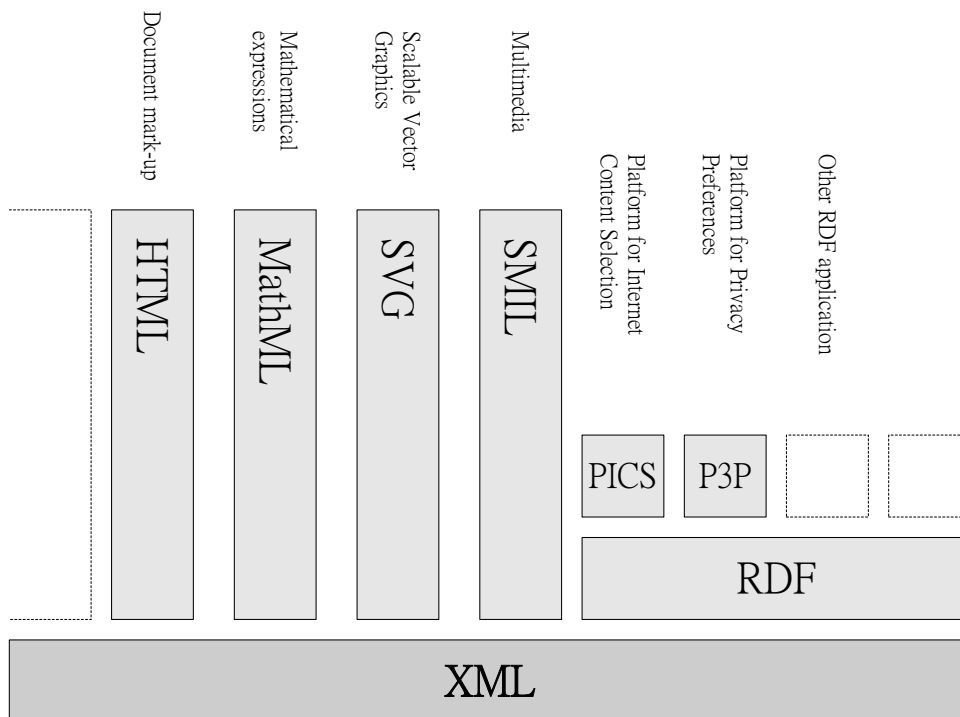 Document mark-up
Mathematical
expressions
Scalable Vector
Graphics
Multimedia
Platform for Internet
Content Selection
Platform for Privacy
Preferences
Other RDF application
HTML
MathML
SVG
SMIL
PICS
P3P
RDF
XML